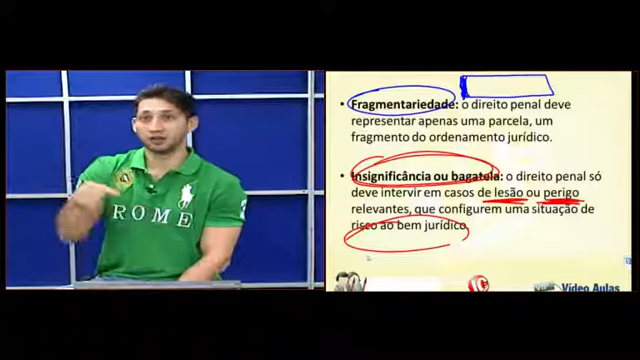 ROME
• Fragmentariedade: o direito penal deve
representar apenas uma parcela, um
fragmento do ordenamento jurídico.
• Insignificância ou bagatela: o direito penal só
deve intervir em casos de lesão ou perigo
relevantes, que configurem uma situação de
risco ao bem jurídico.
Vídeo Aulas